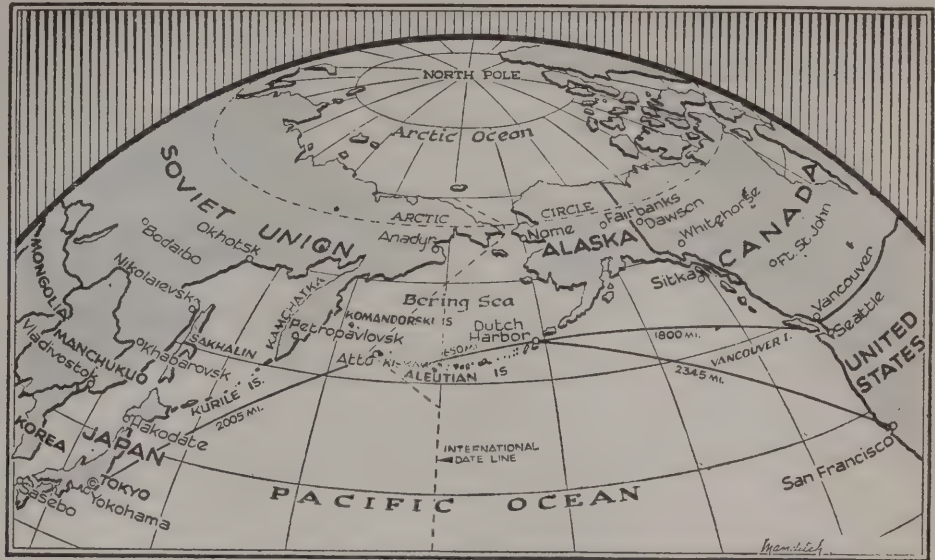 NORTH POLE
Arctic Ocean
SOVIET UNION
ARCTIC CIRCLE
Bodaibo
Okhotsk
Anadyr
Nome
Fairbanks
Dawson
Whitehorse
ALASKA
CANADA
Ft. St. John
Sitka
MONGOLIA
Nikolaievsk
KAMCHATKA
Bering Sea
KOMANDORSKI IS
Petropavlovsk
Dutch Harbor
Vancouver
Seattle
Vladivostok
MANCHUKUO
Khabarovsk
SAKHALIN
Attu
ALEUTIAN IS
1800 MI.
VANCOUVER I.
2345 MI.
UNITED STATES
KURILE IS.
2005 MI.
KOREA
JAPAN
Hakodate
INTERNATIONAL
DATE LINE
San Francisco
TOKYO
Yokohama
Sasebo
PACIFIC OCEAN